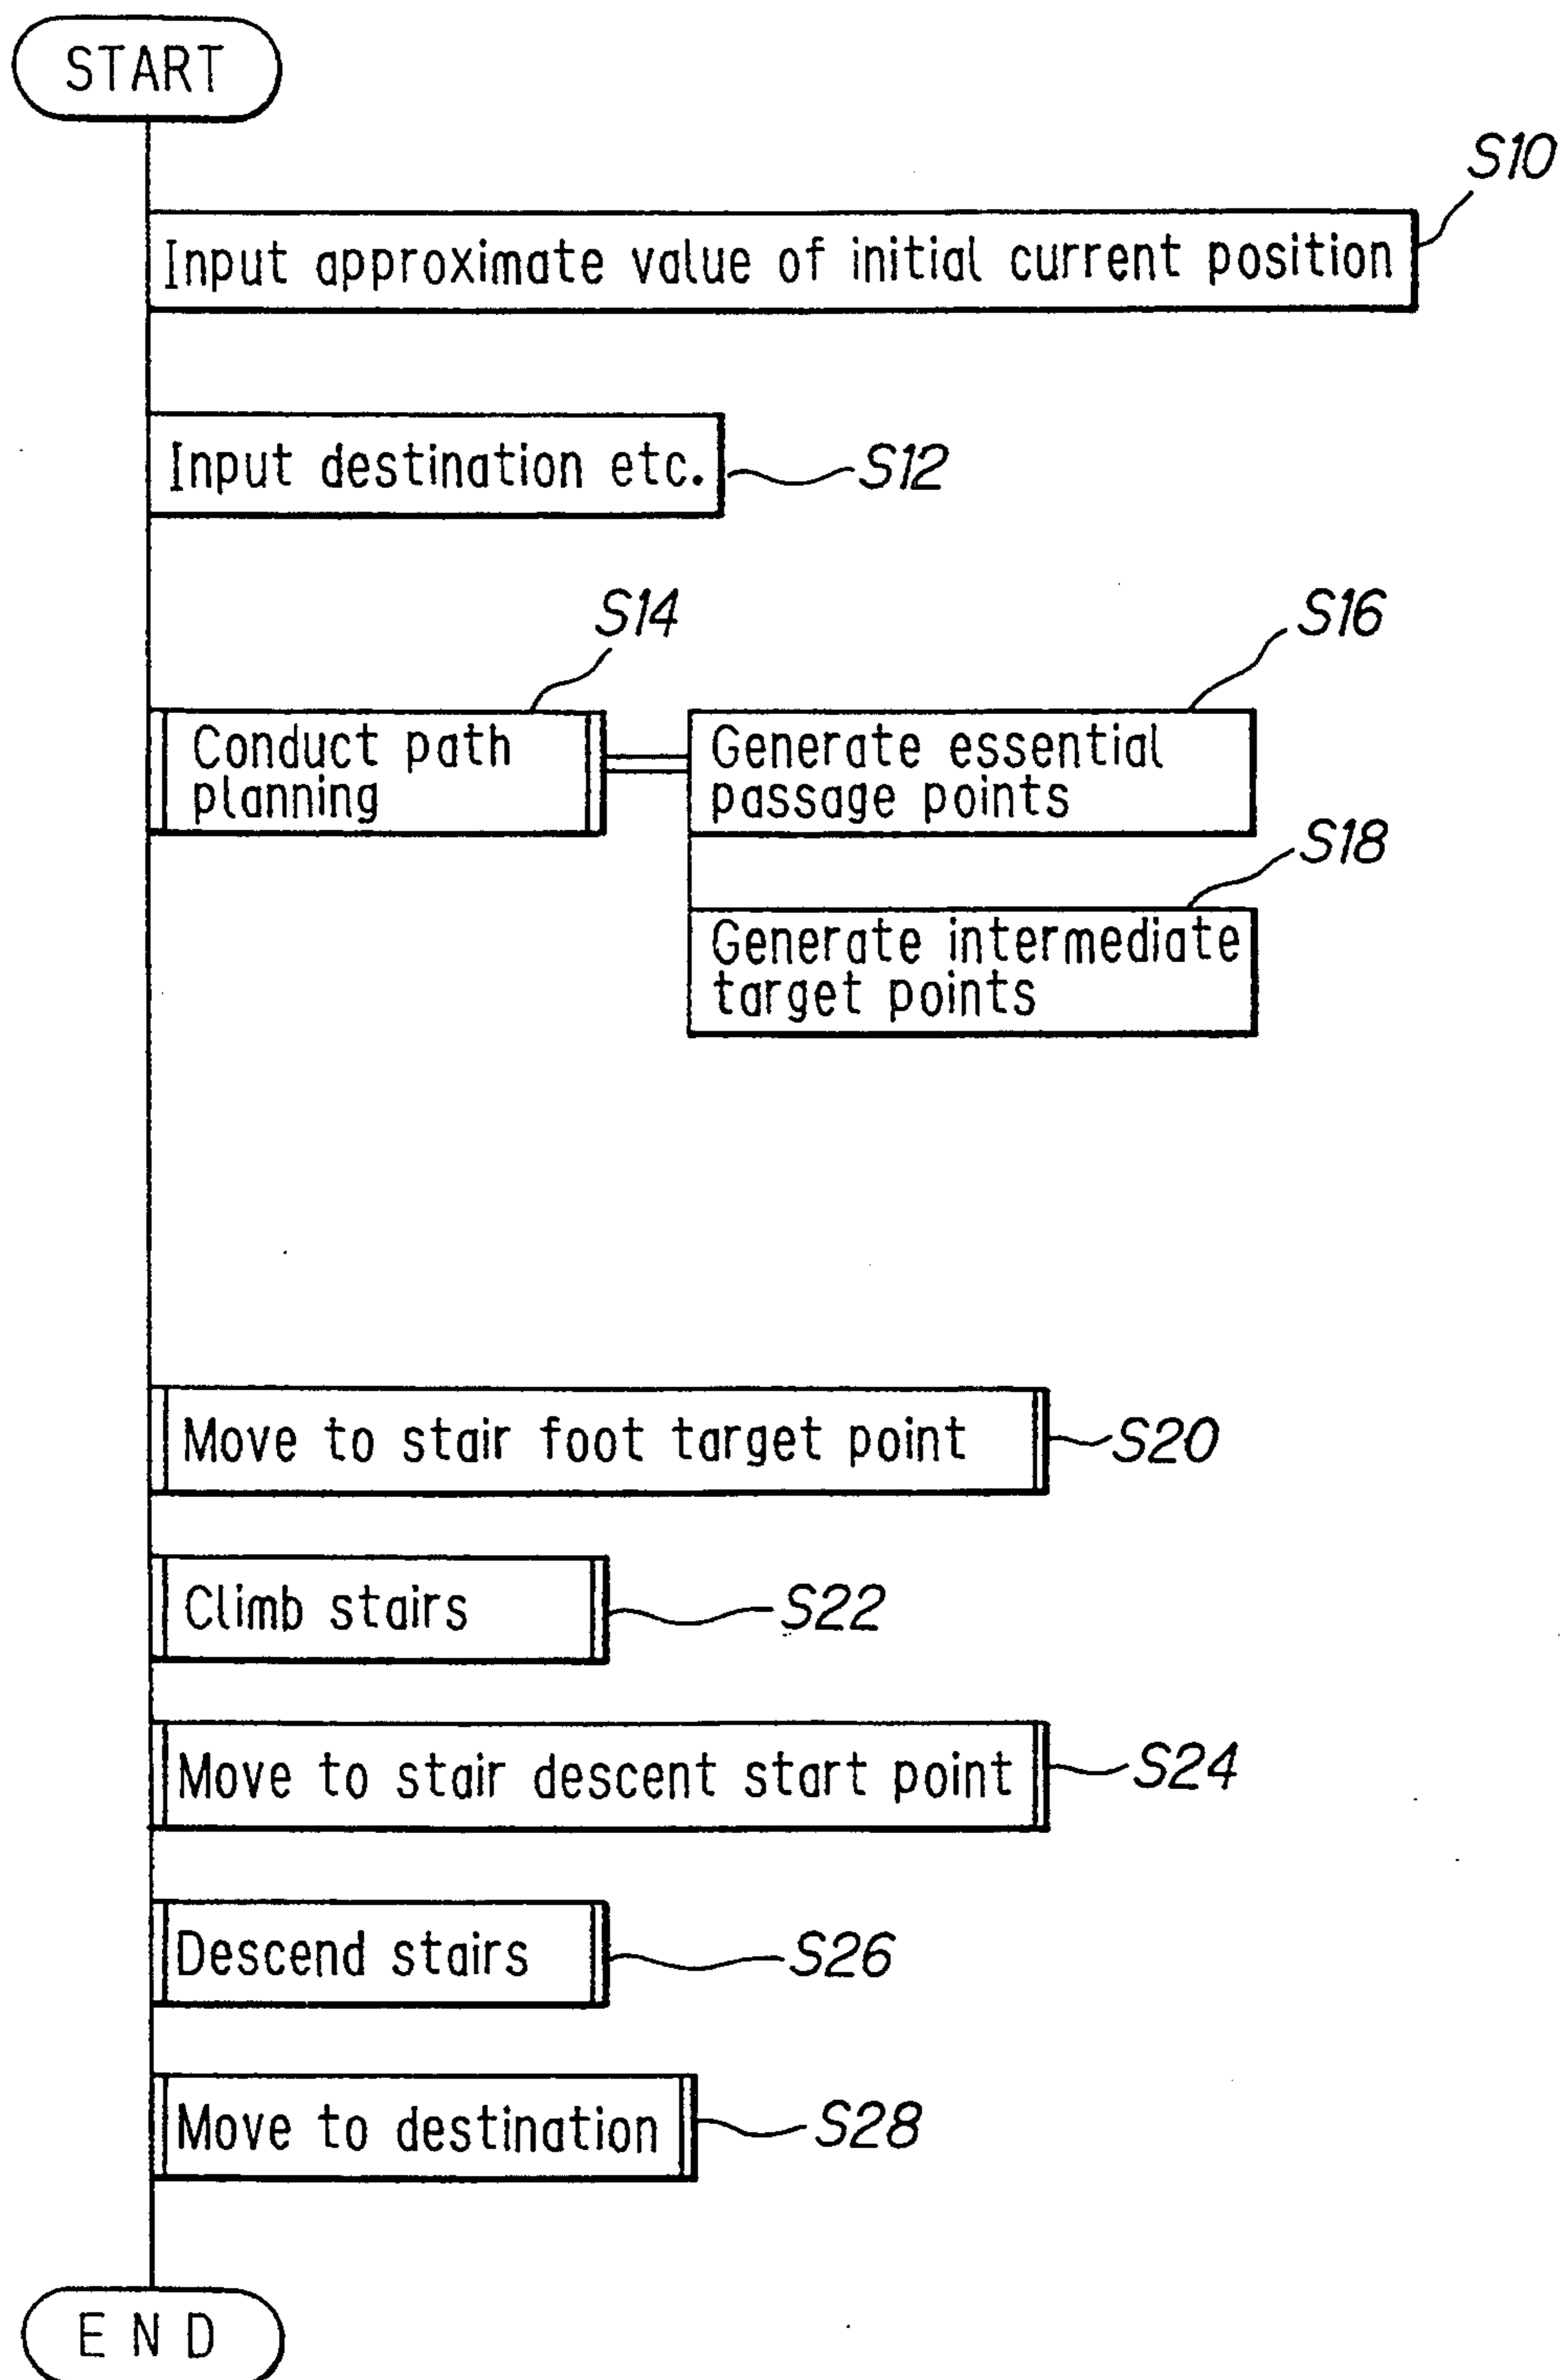 START
S10
Input approximate value of initial current position
Input destination etc.
S12
S14
S16
Conduct path
planning
Generate essential
passage points
S18
Generate intermediate
target points
Move to stair foot target point
S20
Climb stairs
S22
Move to stair descent start point
S24
Descend stairs
S26
Move to destination
S28
END